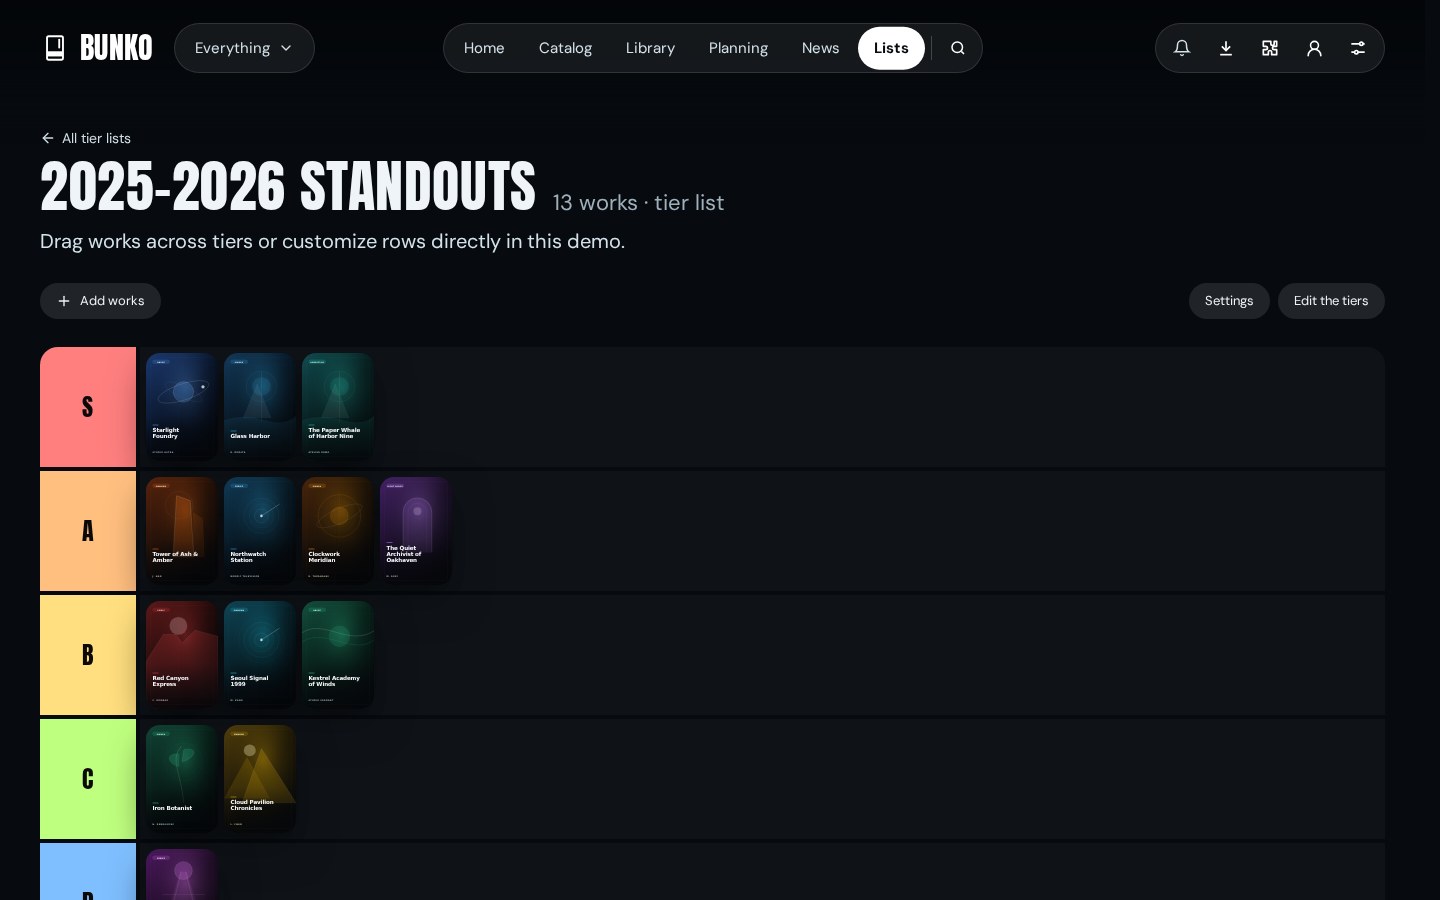 BUNKO
Everything
Home
Catalog
Library
Planning
News
Lists
All tier lists
2025-2026 STANDOUTS
13 works · tier list
Drag works across tiers or customize rows directly in this demo.
Add works
Settings
Edit the tiers
S
Starlight
Foundry
Glass Harbor
The Paper Whale
of Harbor Nine
A
Tower of Ash &
Amber
Northwatch
Station
Clockwork
Meridian
The Quiet
Archivist of
Oakhaven
B
Red Canyon
Express
Seoul Signal
1999
Kestrel Academy
of Winds
C
Iron Botanist
Cloud Pavilion
Chronicles